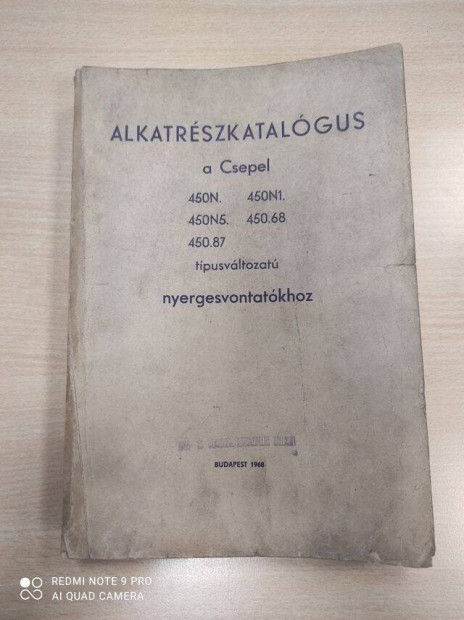 ALKATRÉSZKATALÓGUS
a Csepel
450N. 450N1.
450N5. 450.68
450.87
típusváltozatú
nyergesvontatókhoz
BUDAPEST 1968
REDMI NOTE 9 PRO
AI QUAD CAMERA